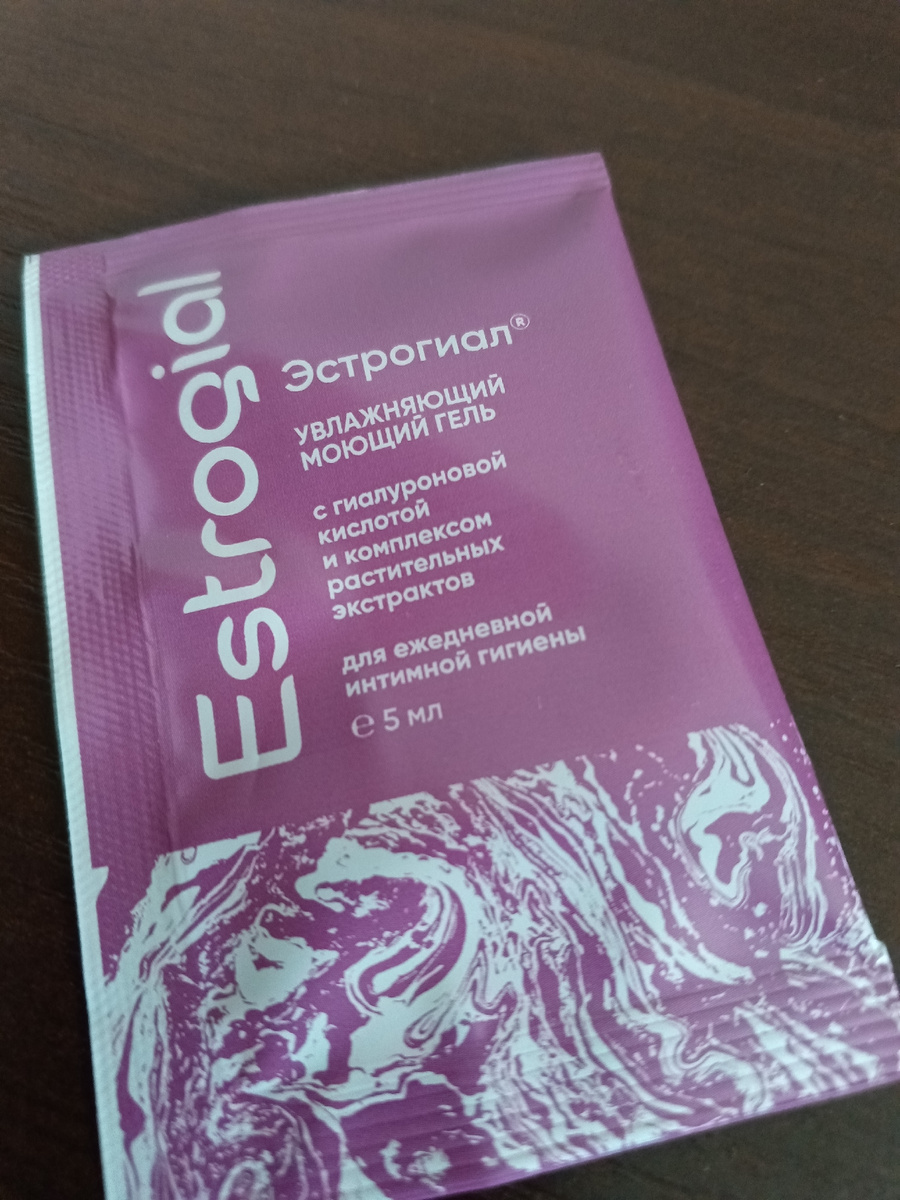 Estrogial
Эстрогиал®
УВЛАЖНЯЮЩИЙ
МОЮЩИЙ ГЕЛЬ
с гиалуроновой
кислотой
и комплексом
растительных
экстрактов
для ежедневной
интимной гигиены
℮ 5 мл